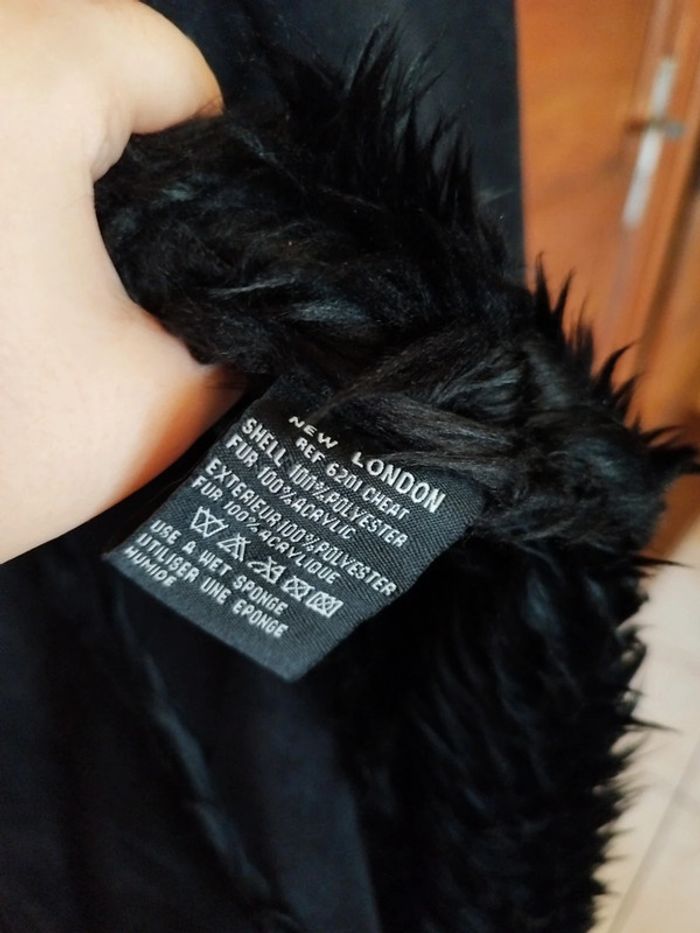 NEW LONDON
REF 6201 CHEAT
SHELL 100% POLYESTER
FUR 100% ACRYLIC
EXTERIEUR 100% POLYESTER
FUR 100% ACRYLIQUE
USE A WET SPONGE
UTILISER UNE EPONGE
HUMIDE